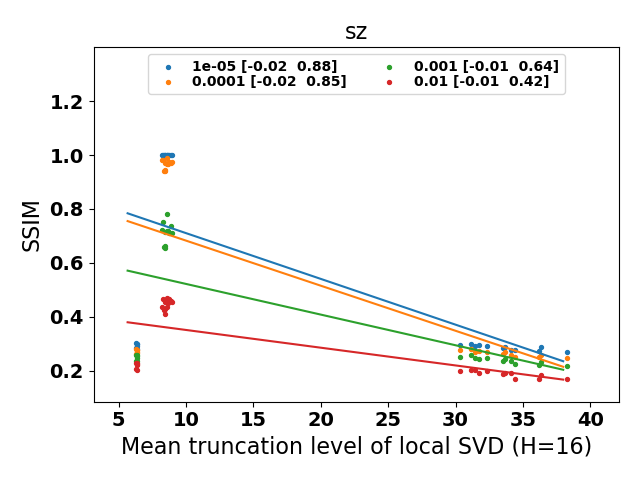 sz
1e-05 [-0.02  0.88]
0.0001 [-0.02  0.85]
0.001 [-0.01  0.64]
0.01 [-0.01  0.42]
SSIM
1.2
1.0
0.8
0.6
0.4
0.2
5 10 15 20 25 30 35 40
Mean truncation level of local SVD (H=16)